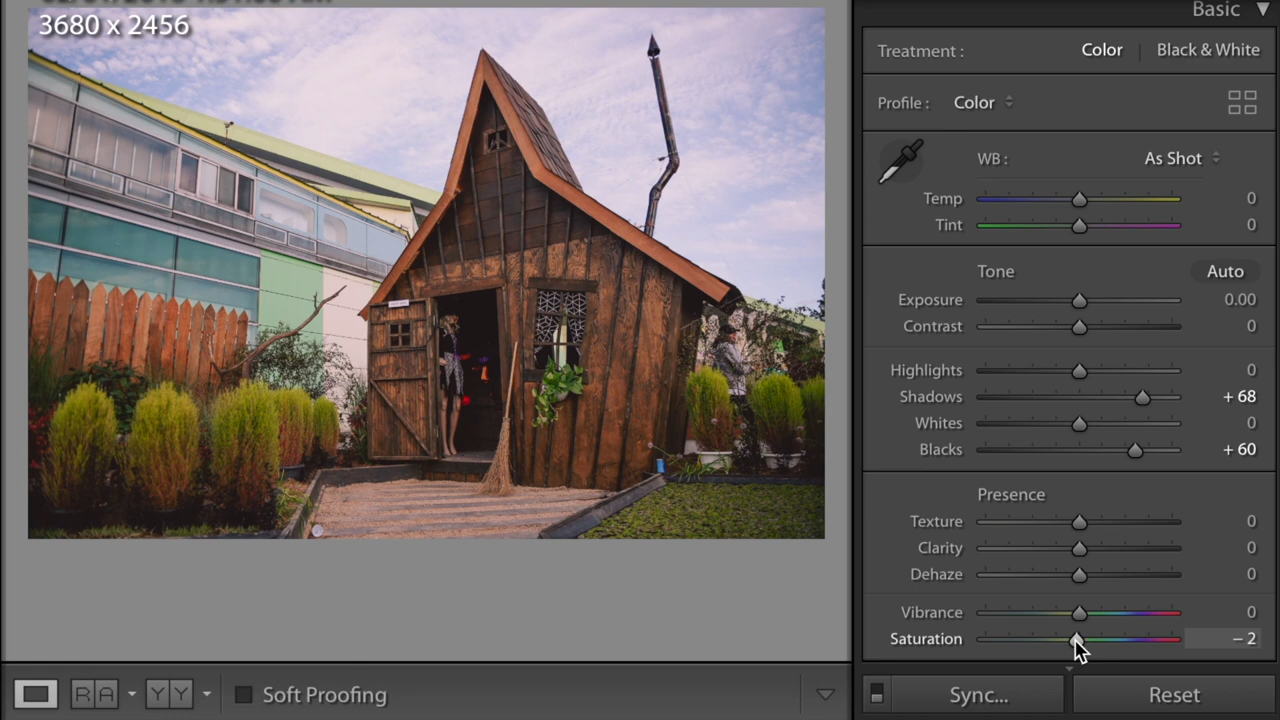 3680 x 2456
Basic
Treatment : Color Black & White
Profile : Color
WB : As Shot
Temp 0
Tint 0
Tone Auto
Exposure 0.00
Contrast 0
Highlights 0
Shadows + 68
Whites 0
Blacks + 60
Presence
Texture 0
Clarity 0
Dehaze 0
Vibrance 0
Saturation − 2
R A Y Y Soft Proofing Sync... Reset